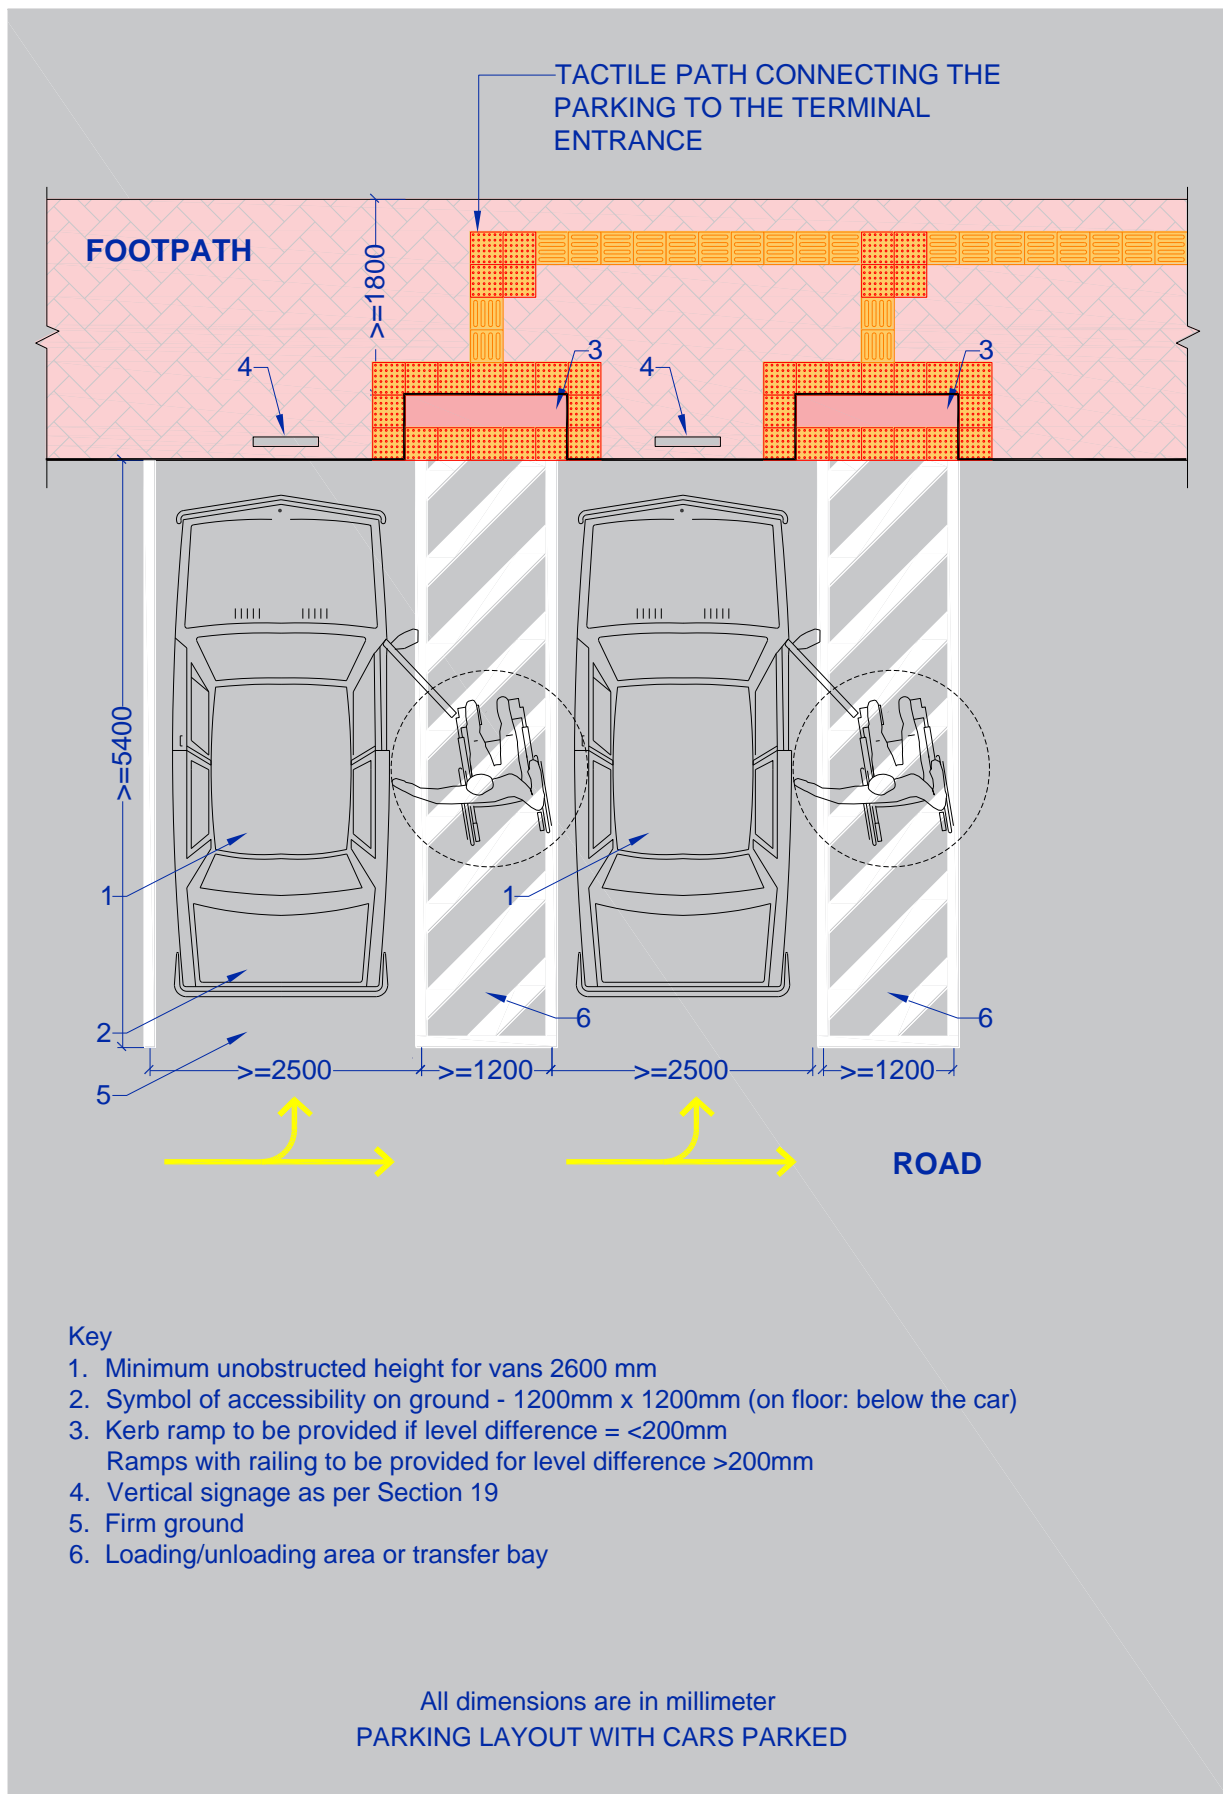 TACTILE PATH CONNECTING THE
PARKING TO THE TERMINAL
ENTRANCE
FOOTPATH
>=1800
3
3
4
4
>=5400
1
1
2
6
6
5
>=2500
>=1200
>=2500
>=1200
ROAD
Key
1. Minimum unobstructed height for vans 2600 mm
2. Symbol of accessibility on ground - 1200mm x 1200mm (on floor: below the car)
3. Kerb ramp to be provided if level difference = <200mm
Ramps with railing to be provided for level difference >200mm
4. Vertical signage as per Section 19
5. Firm ground
6. Loading/unloading area or transfer bay
All dimensions are in millimeter
PARKING LAYOUT WITH CARS PARKED